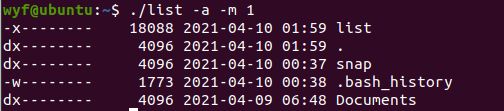 wyf@ubuntu:~$ ./list -a -m 1
-x-------- 18088 2021-04-10 01:59 list
dx-------- 4096 2021-04-10 01:59 .
dx-------- 4096 2021-04-10 00:37 snap
-w-------- 1773 2021-04-10 00:38 .bash_history
dx-------- 4096 2021-04-09 06:48 Documents